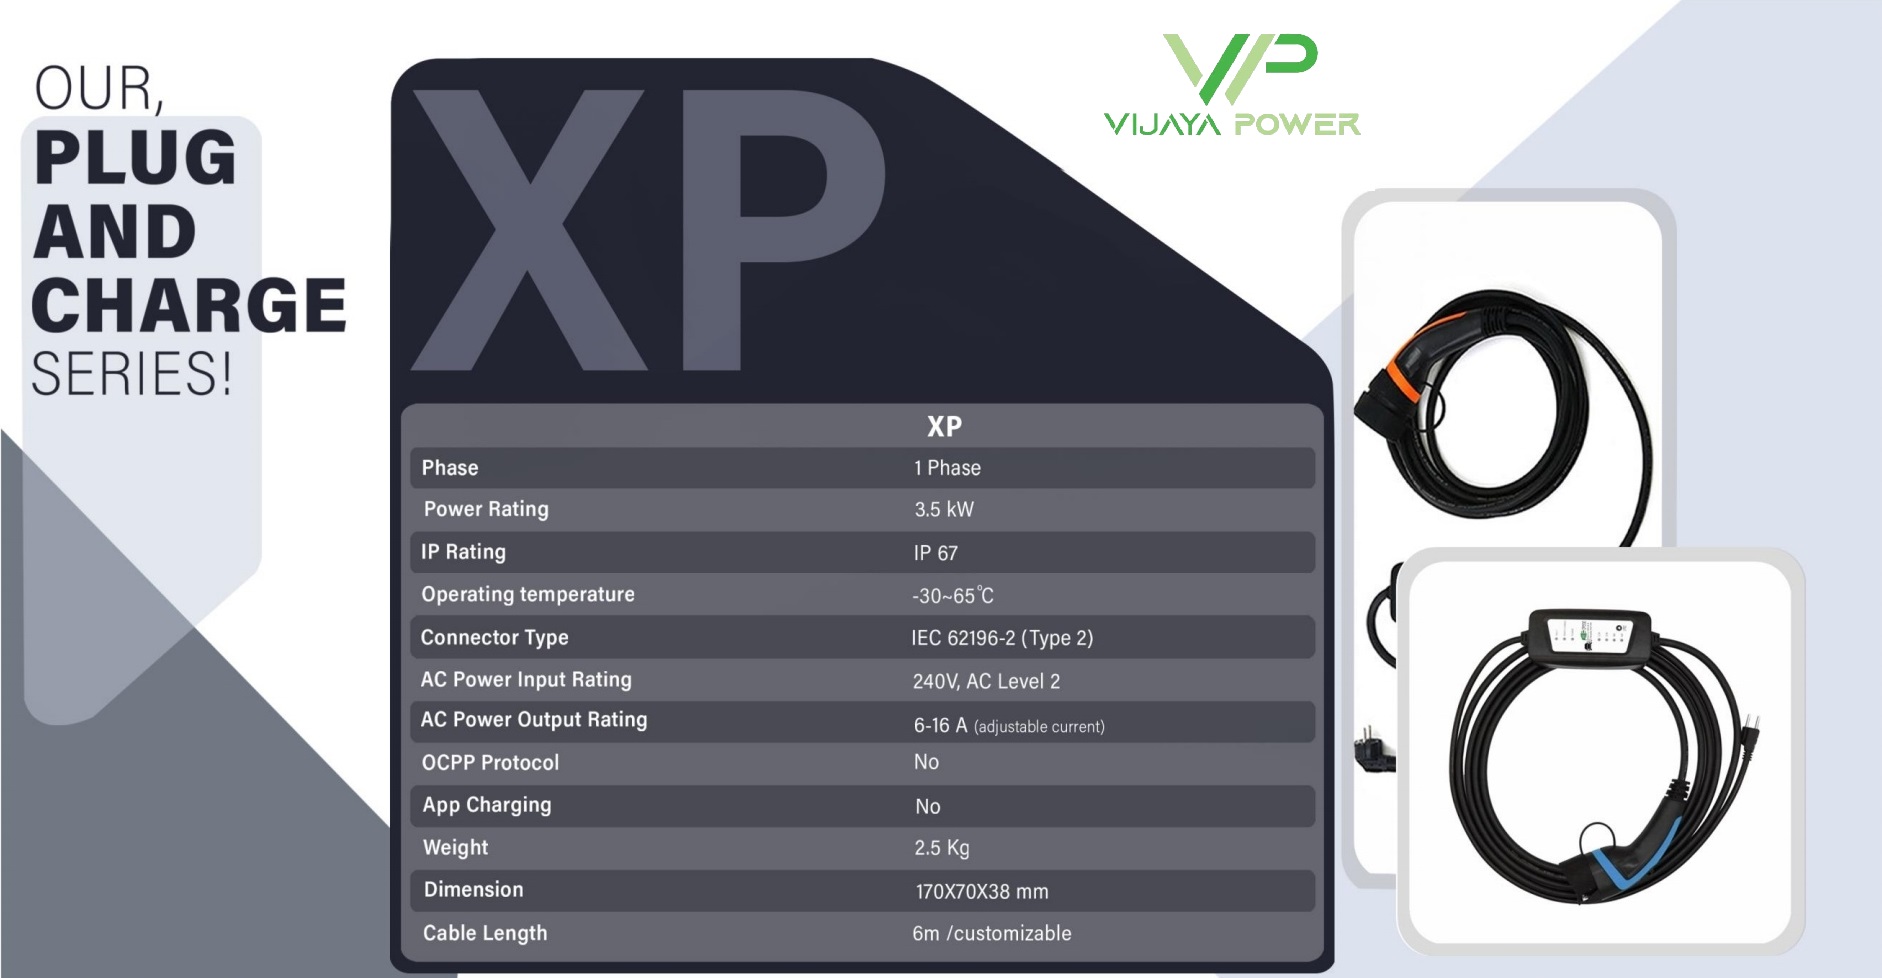 OUR,
PLUG
AND
CHARGE
SERIES!
XP
VIJAYA POWER
XP
Phase 1 Phase
Power Rating 3.5 kW
IP Rating IP 67
Operating temperature -30~65°C
Connector Type IEC 62196-2 (Type 2)
AC Power Input Rating 240V, AC Level 2
AC Power Output Rating 6-16 A (adjustable current)
OCPP Protocol No
App Charging No
Weight 2.5 Kg
Dimension 170X70X38 mm
Cable Length 6m /customizable